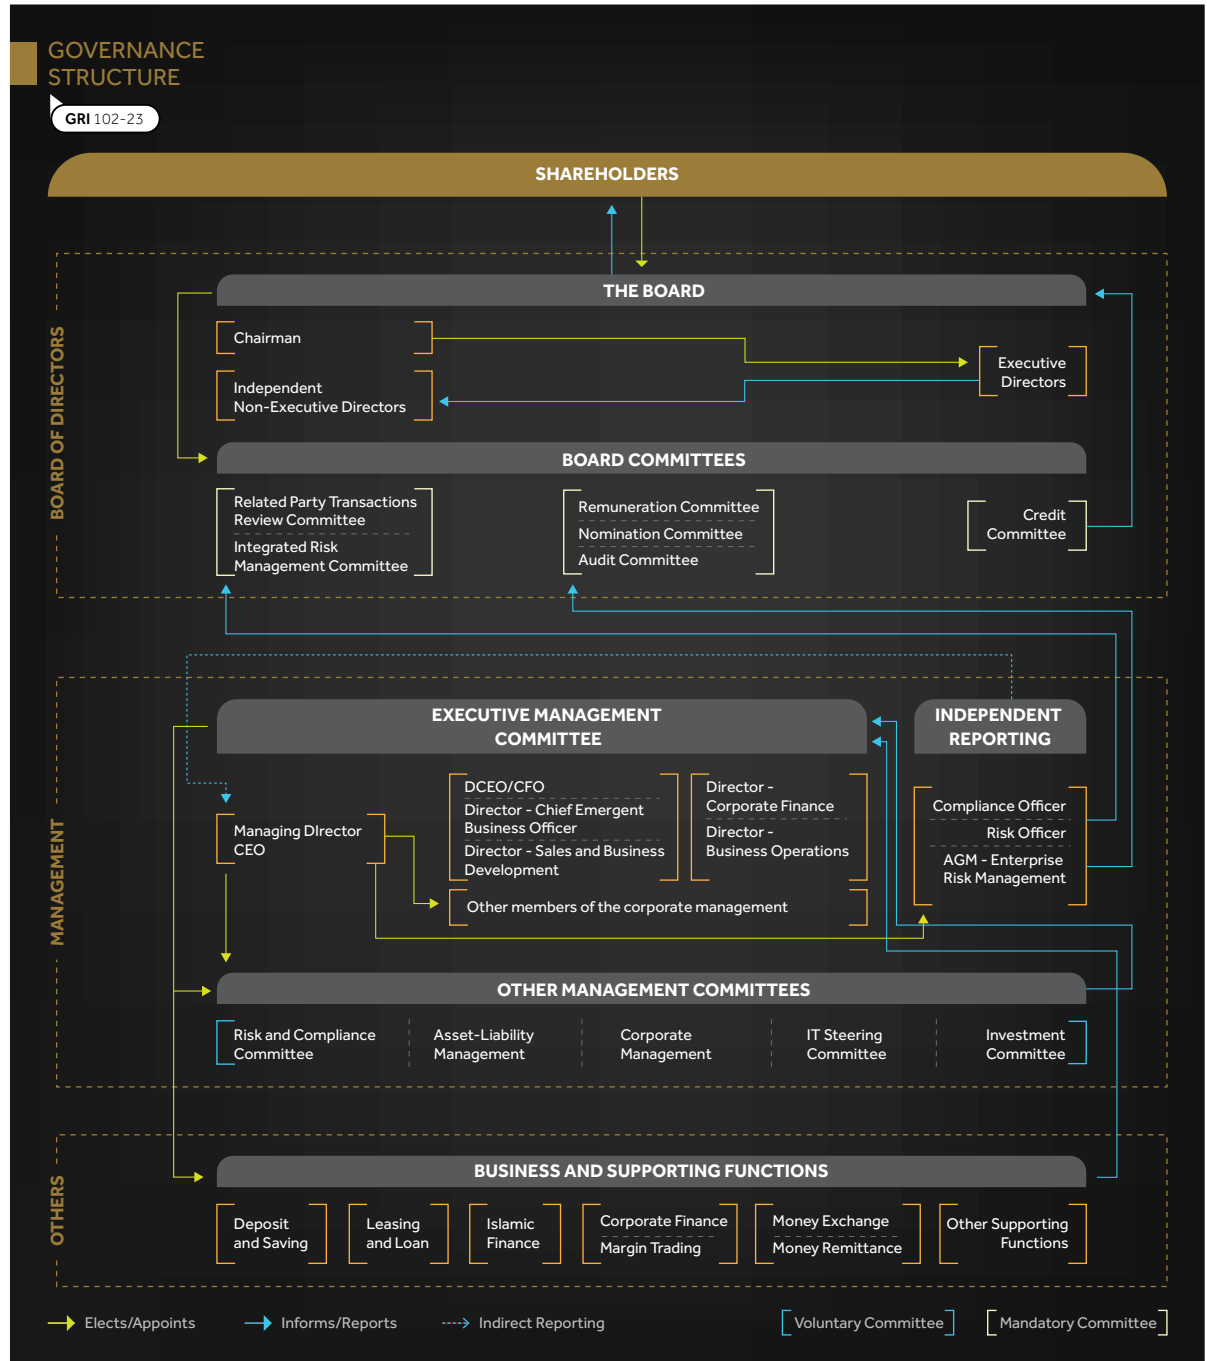 GOVERNANCE
STRUCTURE
GRI 102-23
SHAREHOLDERS
BOARD OF DIRECTORS
THE BOARD
Chairman
Independent
Non-Executive Directors
Executive
Directors
BOARD COMMITTEES
Related Party Transactions
Review Committee
Integrated Risk
Management Committee
Remuneration Committee
Nomination Committee
Audit Committee
Credit
Committee
MANAGEMENT
EXECUTIVE MANAGEMENT
COMMITTEE
INDEPENDENT
REPORTING
Managing DIrector
CEO
DCEO/CFO
Director - Chief Emergent
Business Officer
Director - Sales and Business
Development
Director -
Corporate Finance
Director -
Business Operations
Other members of the corporate management
Compliance Officer
Risk Officer
AGM - Enterprise
Risk Management
OTHER MANAGEMENT COMMITTEES
Risk and Compliance
Committee
Asset-Liability
Management
Corporate
Management
IT Steering
Committee
Investment
Committee
OTHERS
BUSINESS AND SUPPORTING FUNCTIONS
Deposit
and Saving
Leasing
and Loan
Islamic
Finance
Corporate Finance
Margin Trading
Money Exchange
Money Remittance
Other Supporting
Functions
Elects/Appoints
Informs/Reports
Indirect Reporting
Voluntary Committee
Mandatory Committee